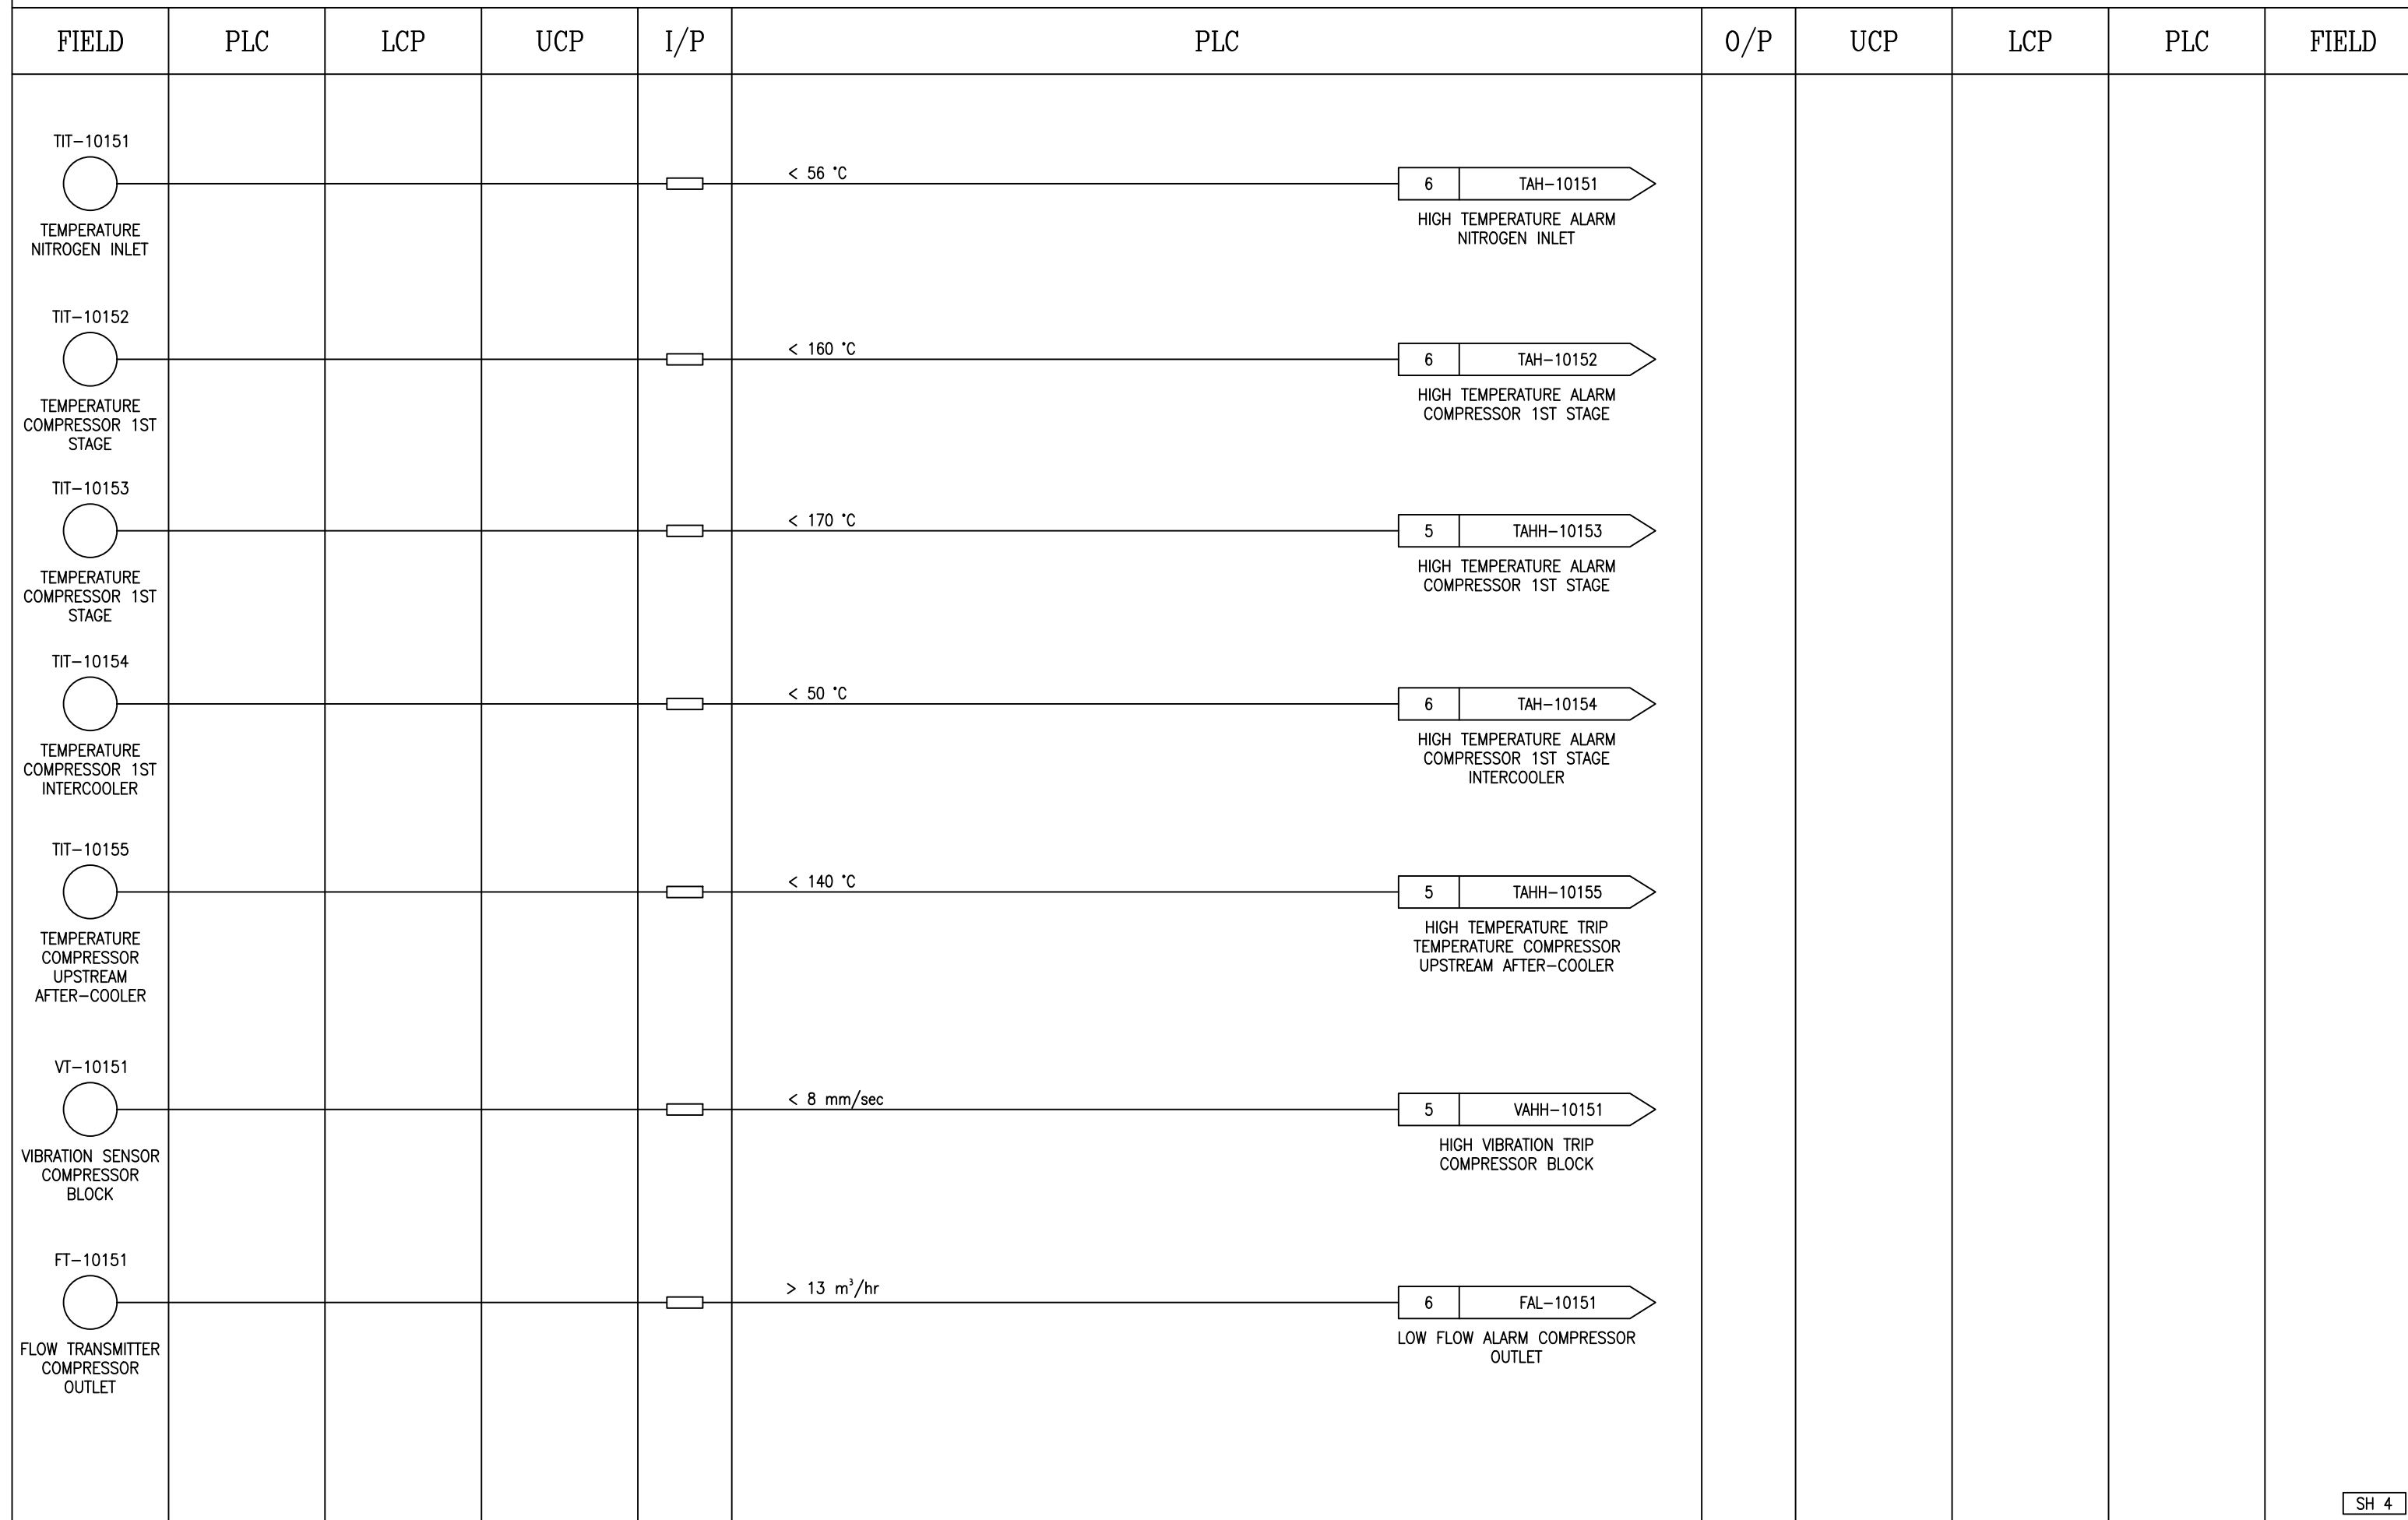 FIELD PLC LCP UCP I/P PLC O/P UCP LCP PLC FIELD
TIT-10151
< 56 °C
6 TAH-10151
TEMPERATURE
NITROGEN INLET
HIGH TEMPERATURE ALARM
NITROGEN INLET
TIT-10152
< 160 °C
6 TAH-10152
TEMPERATURE
COMPRESSOR 1ST
STAGE
HIGH TEMPERATURE ALARM
COMPRESSOR 1ST STAGE
TIT-10153
< 170 °C
5 TAHH-10153
TEMPERATURE
COMPRESSOR 1ST
STAGE
HIGH TEMPERATURE ALARM
COMPRESSOR 1ST STAGE
TIT-10154
< 50 °C
6 TAH-10154
TEMPERATURE
COMPRESSOR 1ST
INTERCOOLER
HIGH TEMPERATURE ALARM
COMPRESSOR 1ST STAGE
INTERCOOLER
TIT-10155
< 140 °C
5 TAHH-10155
TEMPERATURE
COMPRESSOR
UPSTREAM
AFTER-COOLER
HIGH TEMPERATURE TRIP
TEMPERATURE COMPRESSOR
UPSTREAM AFTER-COOLER
VT-10151
< 8 mm/sec
5 VAHH-10151
VIBRATION SENSOR
COMPRESSOR
BLOCK
HIGH VIBRATION TRIP
COMPRESSOR BLOCK
FT-10151
> 13 m³/hr
6 FAL-10151
FLOW TRANSMITTER
COMPRESSOR
OUTLET
LOW FLOW ALARM COMPRESSOR
OUTLET
SH 4